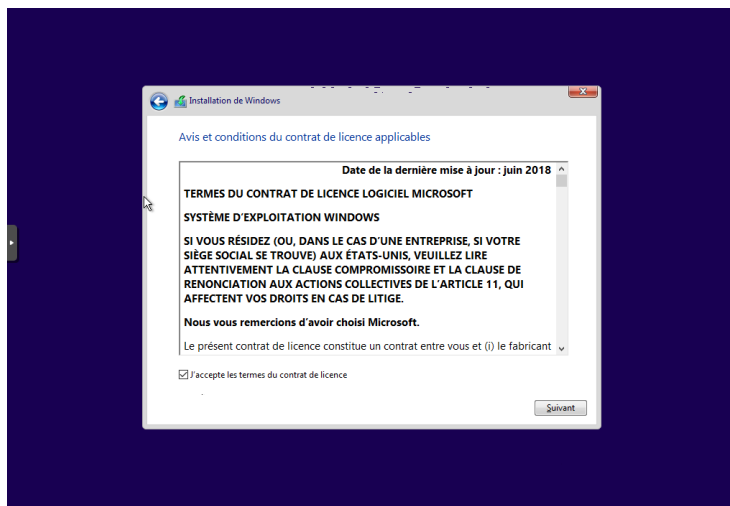 Installation de Windows
Avis et conditions du contrat de licence applicables
Date de la dernière mise à jour : juin 2018
TERMES DU CONTRAT DE LICENCE LOGICIEL MICROSOFT
SYSTÈME D'EXPLOITATION WINDOWS
SI VOUS RÉSIDEZ (OU, DANS LE CAS D'UNE ENTREPRISE, SI VOTRE
SIÈGE SOCIAL SE TROUVE) AUX ÉTATS-UNIS, VEUILLEZ LIRE
ATTENTIVEMENT LA CLAUSE COMPROMISSOIRE ET LA CLAUSE DE
RENONCIATION AUX ACTIONS COLLECTIVES DE L'ARTICLE 11, QUI
AFFECTENT VOS DROITS EN CAS DE LITIGE.
Nous vous remercions d'avoir choisi Microsoft.
Le présent contrat de licence constitue un contrat entre vous et (i) le fabricant
J'accepte les termes du contrat de licence
Suivant